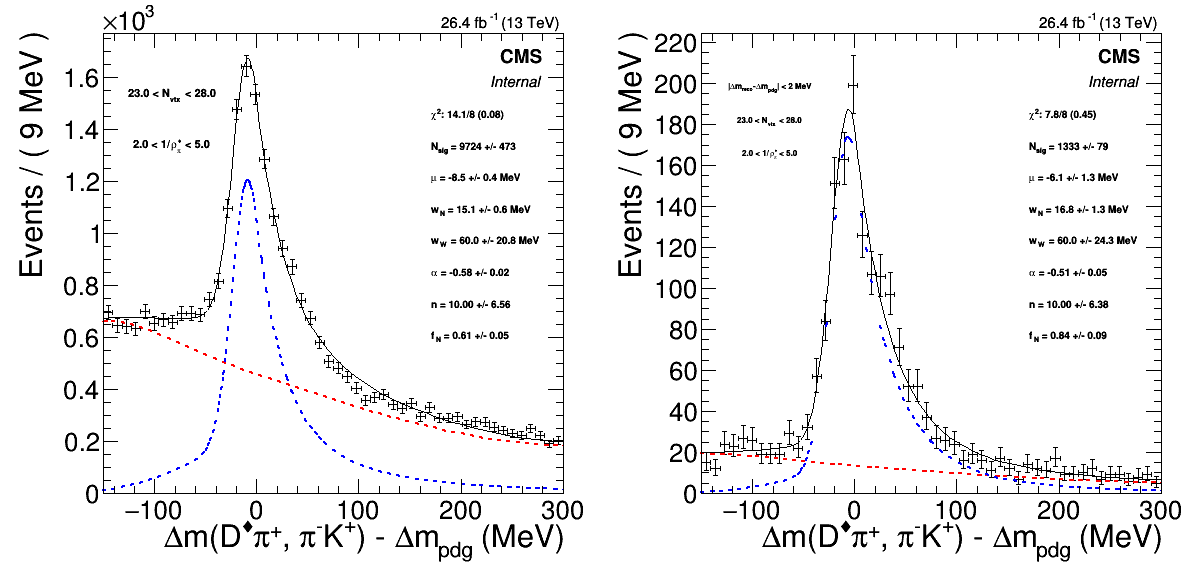 ×10³
26.4 fb⁻¹ (13 TeV)
CMS
Internal
23.0 < N_vtx < 28.0
2.0 < 1/ρ_π^♦ < 5.0
χ²: 14.1/8 (0.08)
N_sig = 9724 +/- 473
μ = -8.5 +/- 0.4 MeV
w_N = 15.1 +/- 0.6 MeV
w_W = 60.0 +/- 20.8 MeV
α = -0.58 +/- 0.02
n = 10.00 +/- 6.56
f_N = 0.61 +/- 0.05
Events / ( 9 MeV )
1.6
1.4
1.2
1
0.8
0.6
0.4
0.2
0
−100 0 100 200 300
Δm(D^♦π⁺, π⁻K⁺) - Δm_pdg (MeV)
26.4 fb⁻¹ (13 TeV)
CMS
Internal
|Δm_reco-Δm_pdg| < 2 MeV
23.0 < N_vtx < 28.0
2.0 < 1/ρ_π^♦ < 5.0
χ²: 7.8/8 (0.45)
N_sig = 1333 +/- 79
μ = -6.1 +/- 1.3 MeV
w_N = 16.8 +/- 1.3 MeV
w_W = 60.0 +/- 24.3 MeV
α = -0.51 +/- 0.05
n = 10.00 +/- 6.38
f_N = 0.84 +/- 0.09
Events / ( 9 MeV )
220
200
180
160
140
120
100
80
60
40
20
0
−100 0 100 200 300
Δm(D^♦π⁺, π⁻K⁺) - Δm_pdg (MeV)